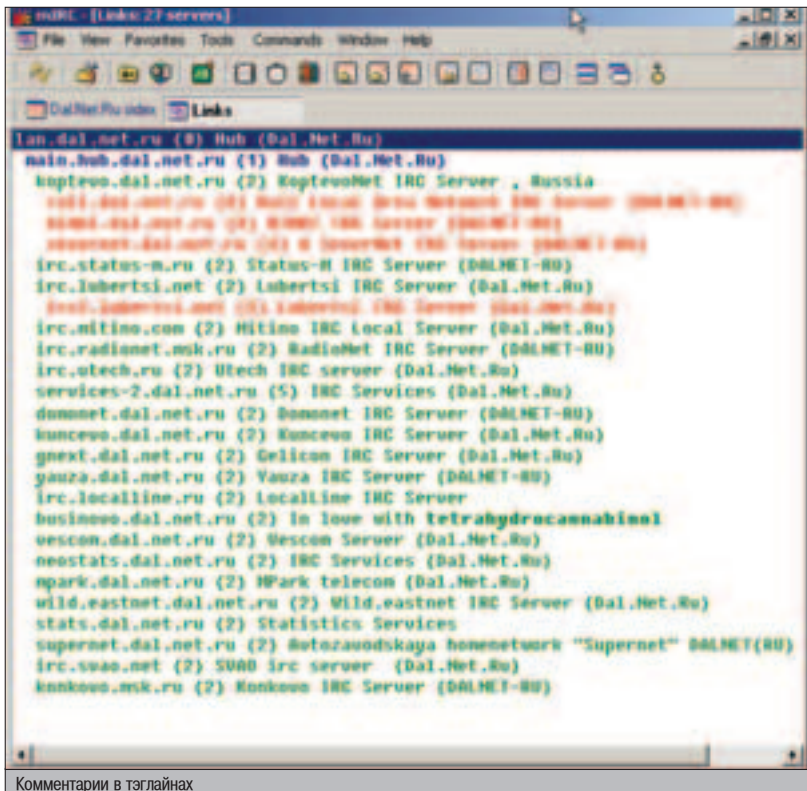 mIRC - [Links: 27 servers]
File View Favorites Tools Commands Window Help
Dal.Net.Ru index Links
lan.dal.net.ru (0) Hub (Dal.Net.Ru)
main.hub.dal.net.ru (1) Hub (Dal.Net.Ru)
koptevo.dal.net.ru (2) KoptevoNet IRC Server , Russia
irc.status-m.ru (2) Status-M IRC Server (DALNET-RU)
irc.lubertsi.net (2) Lubertsi IRC Server (Dal.Net.Ru)
irc.mitino.com (2) Mitino IRC Local Server (Dal.Net.Ru)
irc.radionet.msk.ru (2) RadioNet IRC Server (DALNET-RU)
irc.utech.ru (2) Utech IRC server (Dal.Net.Ru)
services-2.dal.net.ru (5) IRC Services (Dal.Net.Ru)
domonet.dal.net.ru (2) Domonet IRC Server (DALNET-RU)
kuncevo.dal.net.ru (2) Kuncevo IRC Server (Dal.Net.Ru)
gnext.dal.net.ru (2) Gelicon IRC Server (Dal.Net.Ru)
yauza.dal.net.ru (2) Yauza IRC Server (DALNET-RU)
irc.localline.ru (2) LocalLine IRC Server
businovo.dal.net.ru (2) In love with tetrahydrocannabinol
vescom.dal.net.ru (2) Vescom Server (Dal.Net.Ru)
neostats.dal.net.ru (2) IRC Services (Dal.Net.Ru)
mpark.dal.net.ru (2) MPark telecom (Dal.Net.Ru)
wild.eastnet.dal.net.ru (2) Wild.eastnet IRC Server (Dal.Net.Ru)
stats.dal.net.ru (2) Statistics Services
supernet.dal.net.ru (2) Avtozavodskaya homenetwork "Supernet" DALNET(RU)
irc.svao.net (2) SVAO irc server (Dal.Net.Ru)
konkovo.msk.ru (2) Konkovo IRC Server (DALNET-RU)
Комментарии в тэглайнах